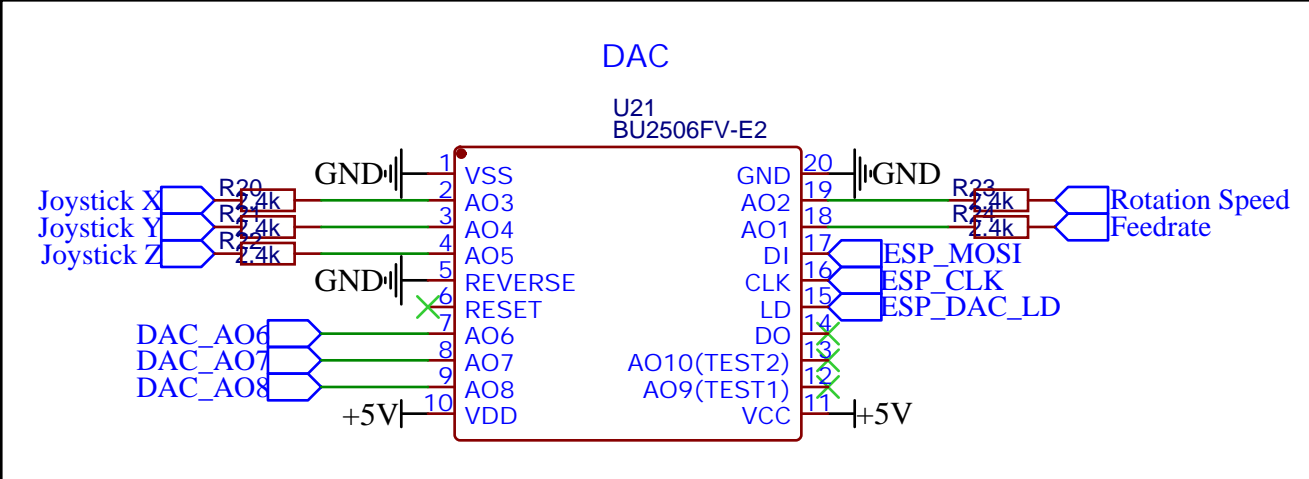 DAC
U21
BU2506FV-E2
GND 1 VSS GND 20 GND
Joystick X R20 2.4k 2 AO3 AO2 19 R23 2.4k Rotation Speed
Joystick Y R21 2.4k 3 AO4 AO1 18 R24 2.4k Feedrate
Joystick Z R22 2.4k 4 AO5 DI 17 ESP_MOSI
GND 5 REVERSE CLK 16 ESP_CLK
6 RESET LD 15 ESP_DAC_LD
DAC_AO6 7 AO6 DO 14
DAC_AO7 8 AO7 AO10(TEST2) 13
DAC_AO8 9 AO8 AO9(TEST1) 12
+5V 10 VDD VCC 11 +5V